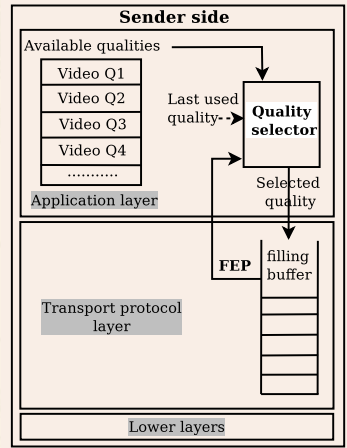 Sender side
Available qualities
Video Q1
Video Q2
Video Q3
Video Q4
...........
Last used
quality
Quality
selector
Application layer
Selected
quality
FEP
filling
buffer
Transport protocol
layer
Lower layers